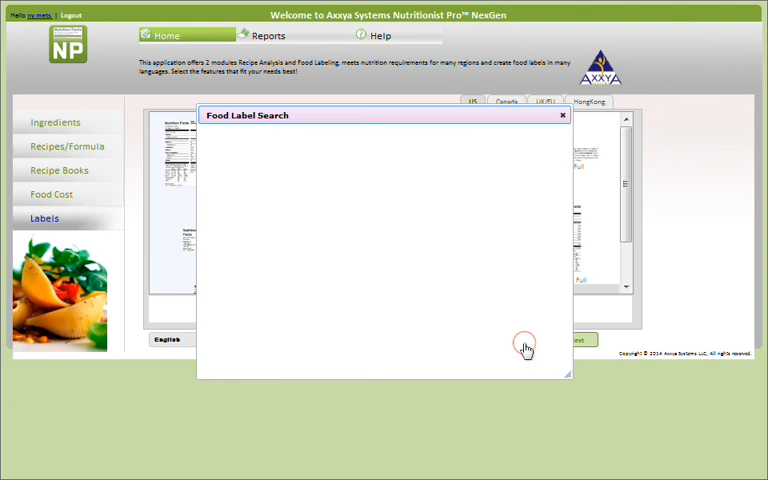 Hello ny mets | Logout
Welcome to Axxya Systems Nutritionist Pro™ NexGen
NP
Home
Reports
Help
This application offers 2 modules Recipe Analysis and Food Labeling, meets nutrition requirements for many regions and create food labels in many
languages. Select the features that fit your needs best!
AXXYA
US
Canada
UK/EU
HongKong
Ingredients
Recipes/Formula
Recipe Books
Food Cost
Labels
Food Label Search
Full
Full
English
ext
Copyright © 2014 Axxya Systems LLC, All rights reserved.